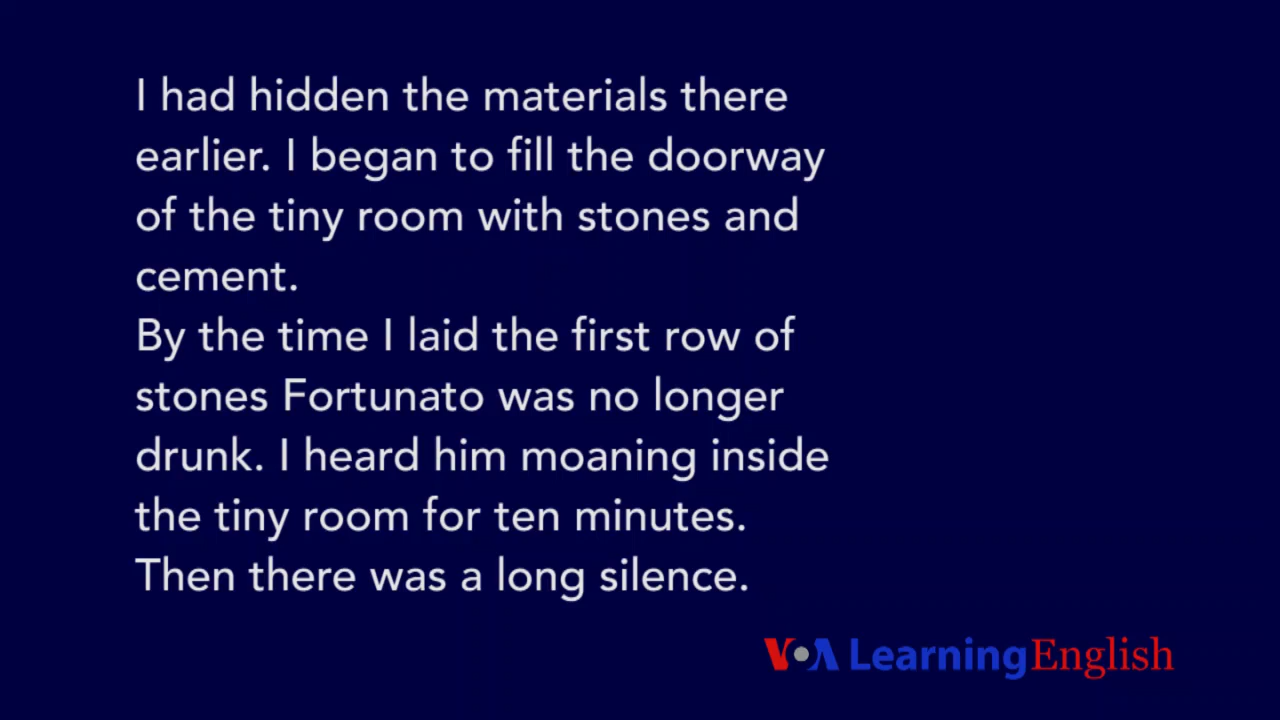 I had hidden the materials there
earlier. I began to fill the doorway
of the tiny room with stones and
cement.
By the time I laid the first row of
stones Fortunato was no longer
drunk. I heard him moaning inside
the tiny room for ten minutes.
Then there was a long silence.
VOA Learning English